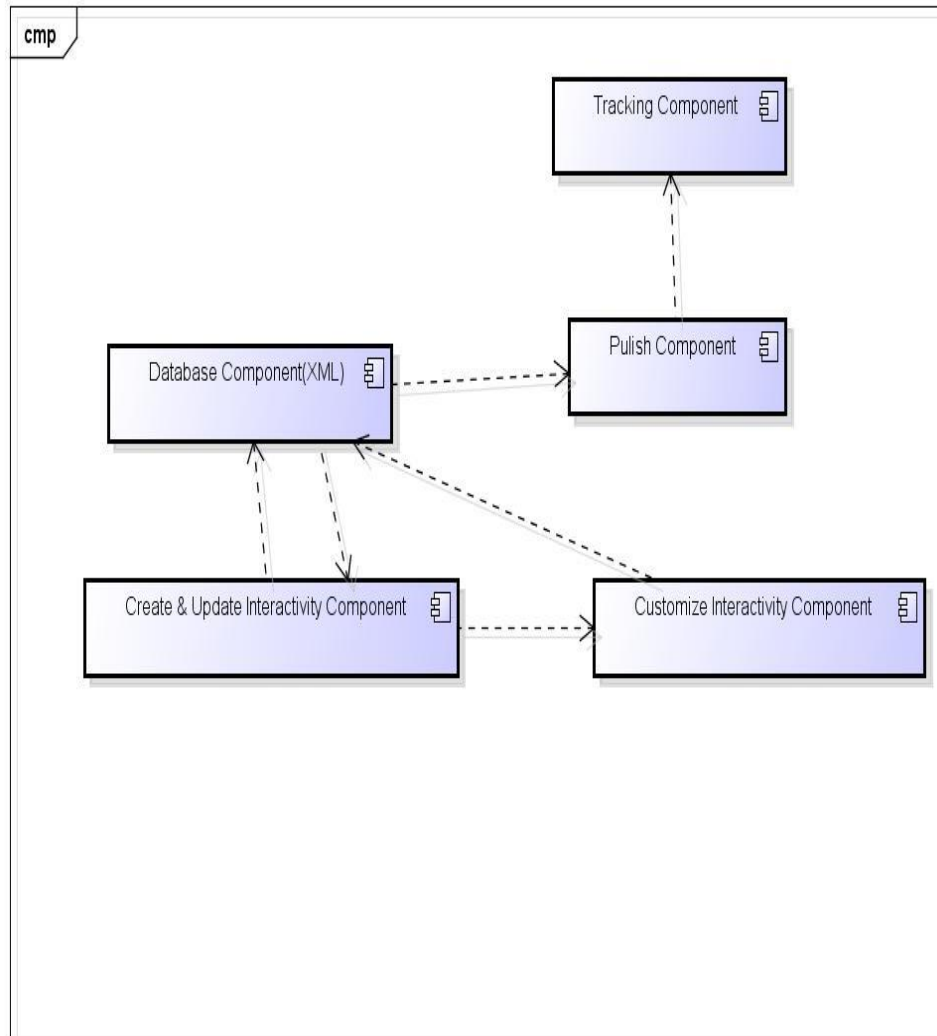 cmp
Tracking Component
Pulish Component
Database Component(XML)
Create & Update Interactivity Component
Customize Interactivity Component